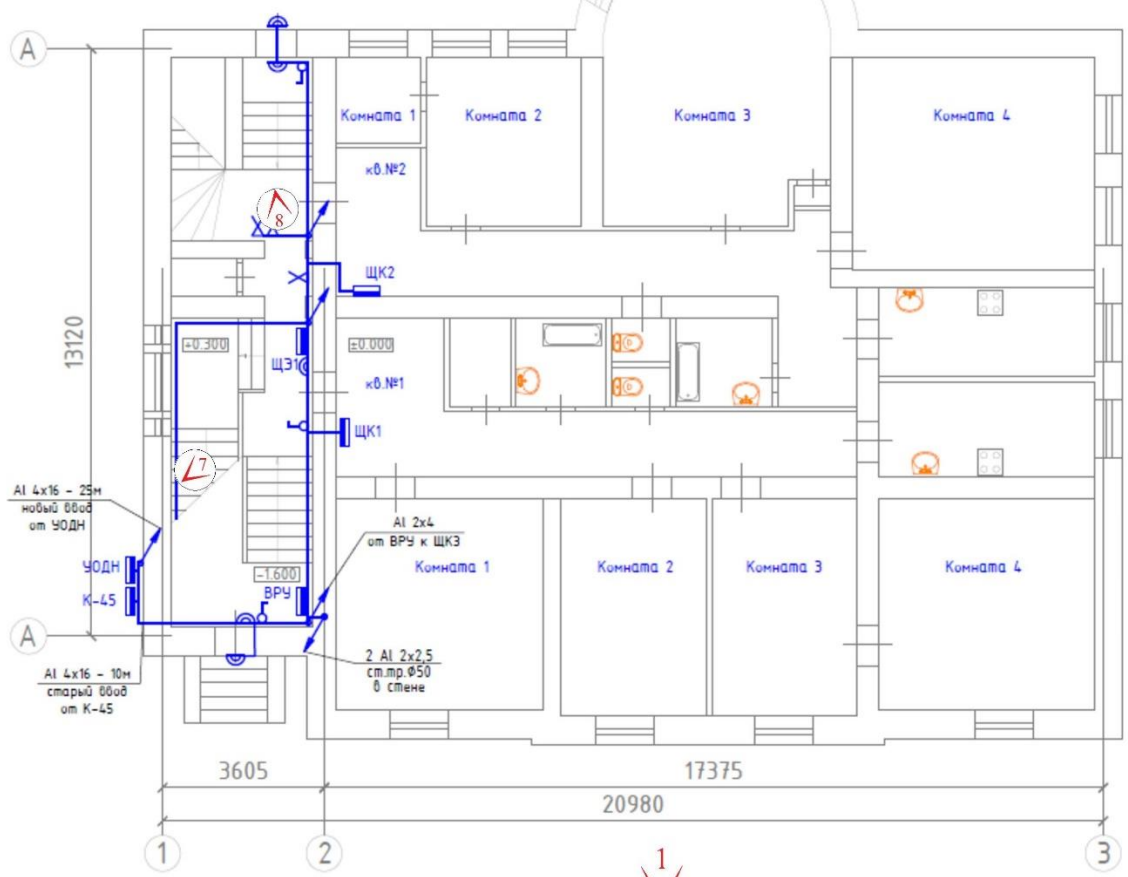 А
Комната 1
Комната 2
Комната 3
Комната 4
кв.№2
8
ЩК2
13120
+0.300
±0.000
ЩЭ1
кв.№1
ЩК1
7
Al 4х16 - 25м
новый ввод
от УОДН
Al 2х4
от ВРУ к ЩК3
УОДН
-1.600
ВРУ
К-45
Комната 1
Комната 2
Комната 3
Комната 4
А
2 Al 2х2,5
ст.тр.Ø50
в стене
Al 4х16 - 10м
старый ввод
от К-45
3605
17375
20980
1
2
1
3